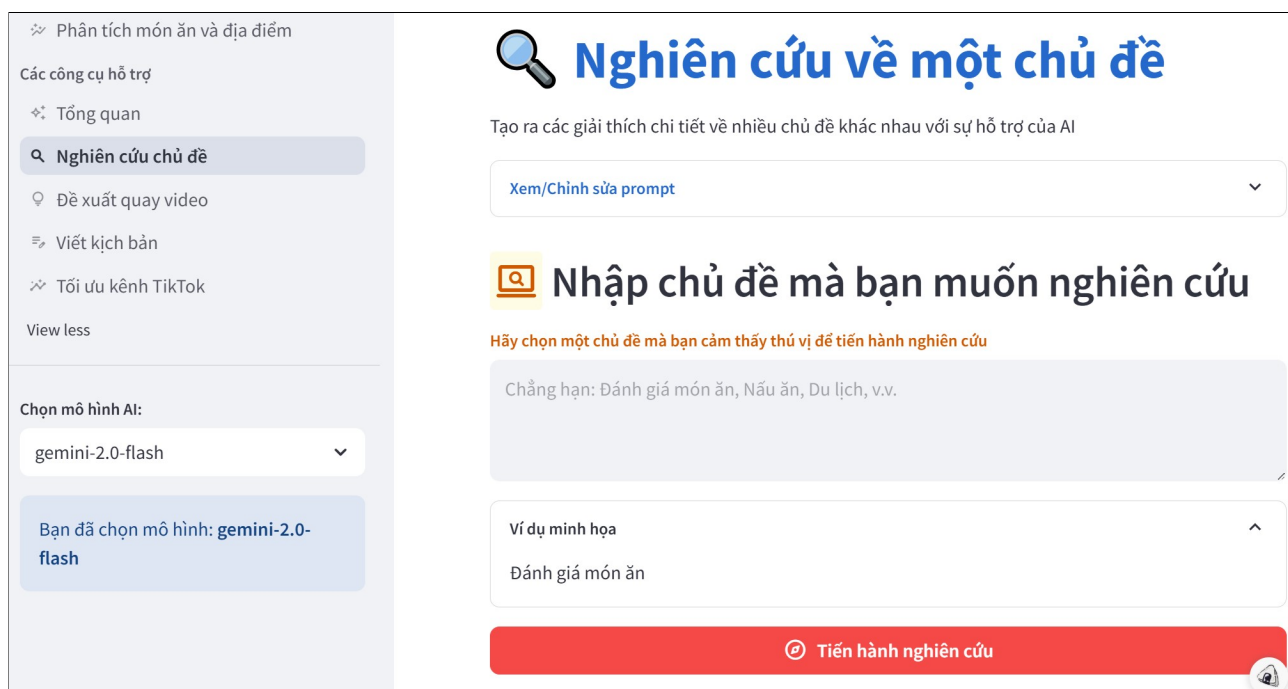 Phân tích món ăn và địa điểm
Các công cụ hỗ trợ
Tổng quan
Nghiên cứu chủ đề
Đề xuất quay video
Viết kịch bản
Tối ưu kênh TikTok
View less
Chọn mô hình AI:
gemini-2.0-flash
Bạn đã chọn mô hình: gemini-2.0-
flash
Nghiên cứu về một chủ đề
Tạo ra các giải thích chi tiết về nhiều chủ đề khác nhau với sự hỗ trợ của AI
Xem/Chỉnh sửa prompt
Nhập chủ đề mà bạn muốn nghiên cứu
Hãy chọn một chủ đề mà bạn cảm thấy thú vị để tiến hành nghiên cứu
Chẳng hạn: Đánh giá món ăn, Nấu ăn, Du lịch, v.v.
Ví dụ minh họa
Đánh giá món ăn
Tiến hành nghiên cứu